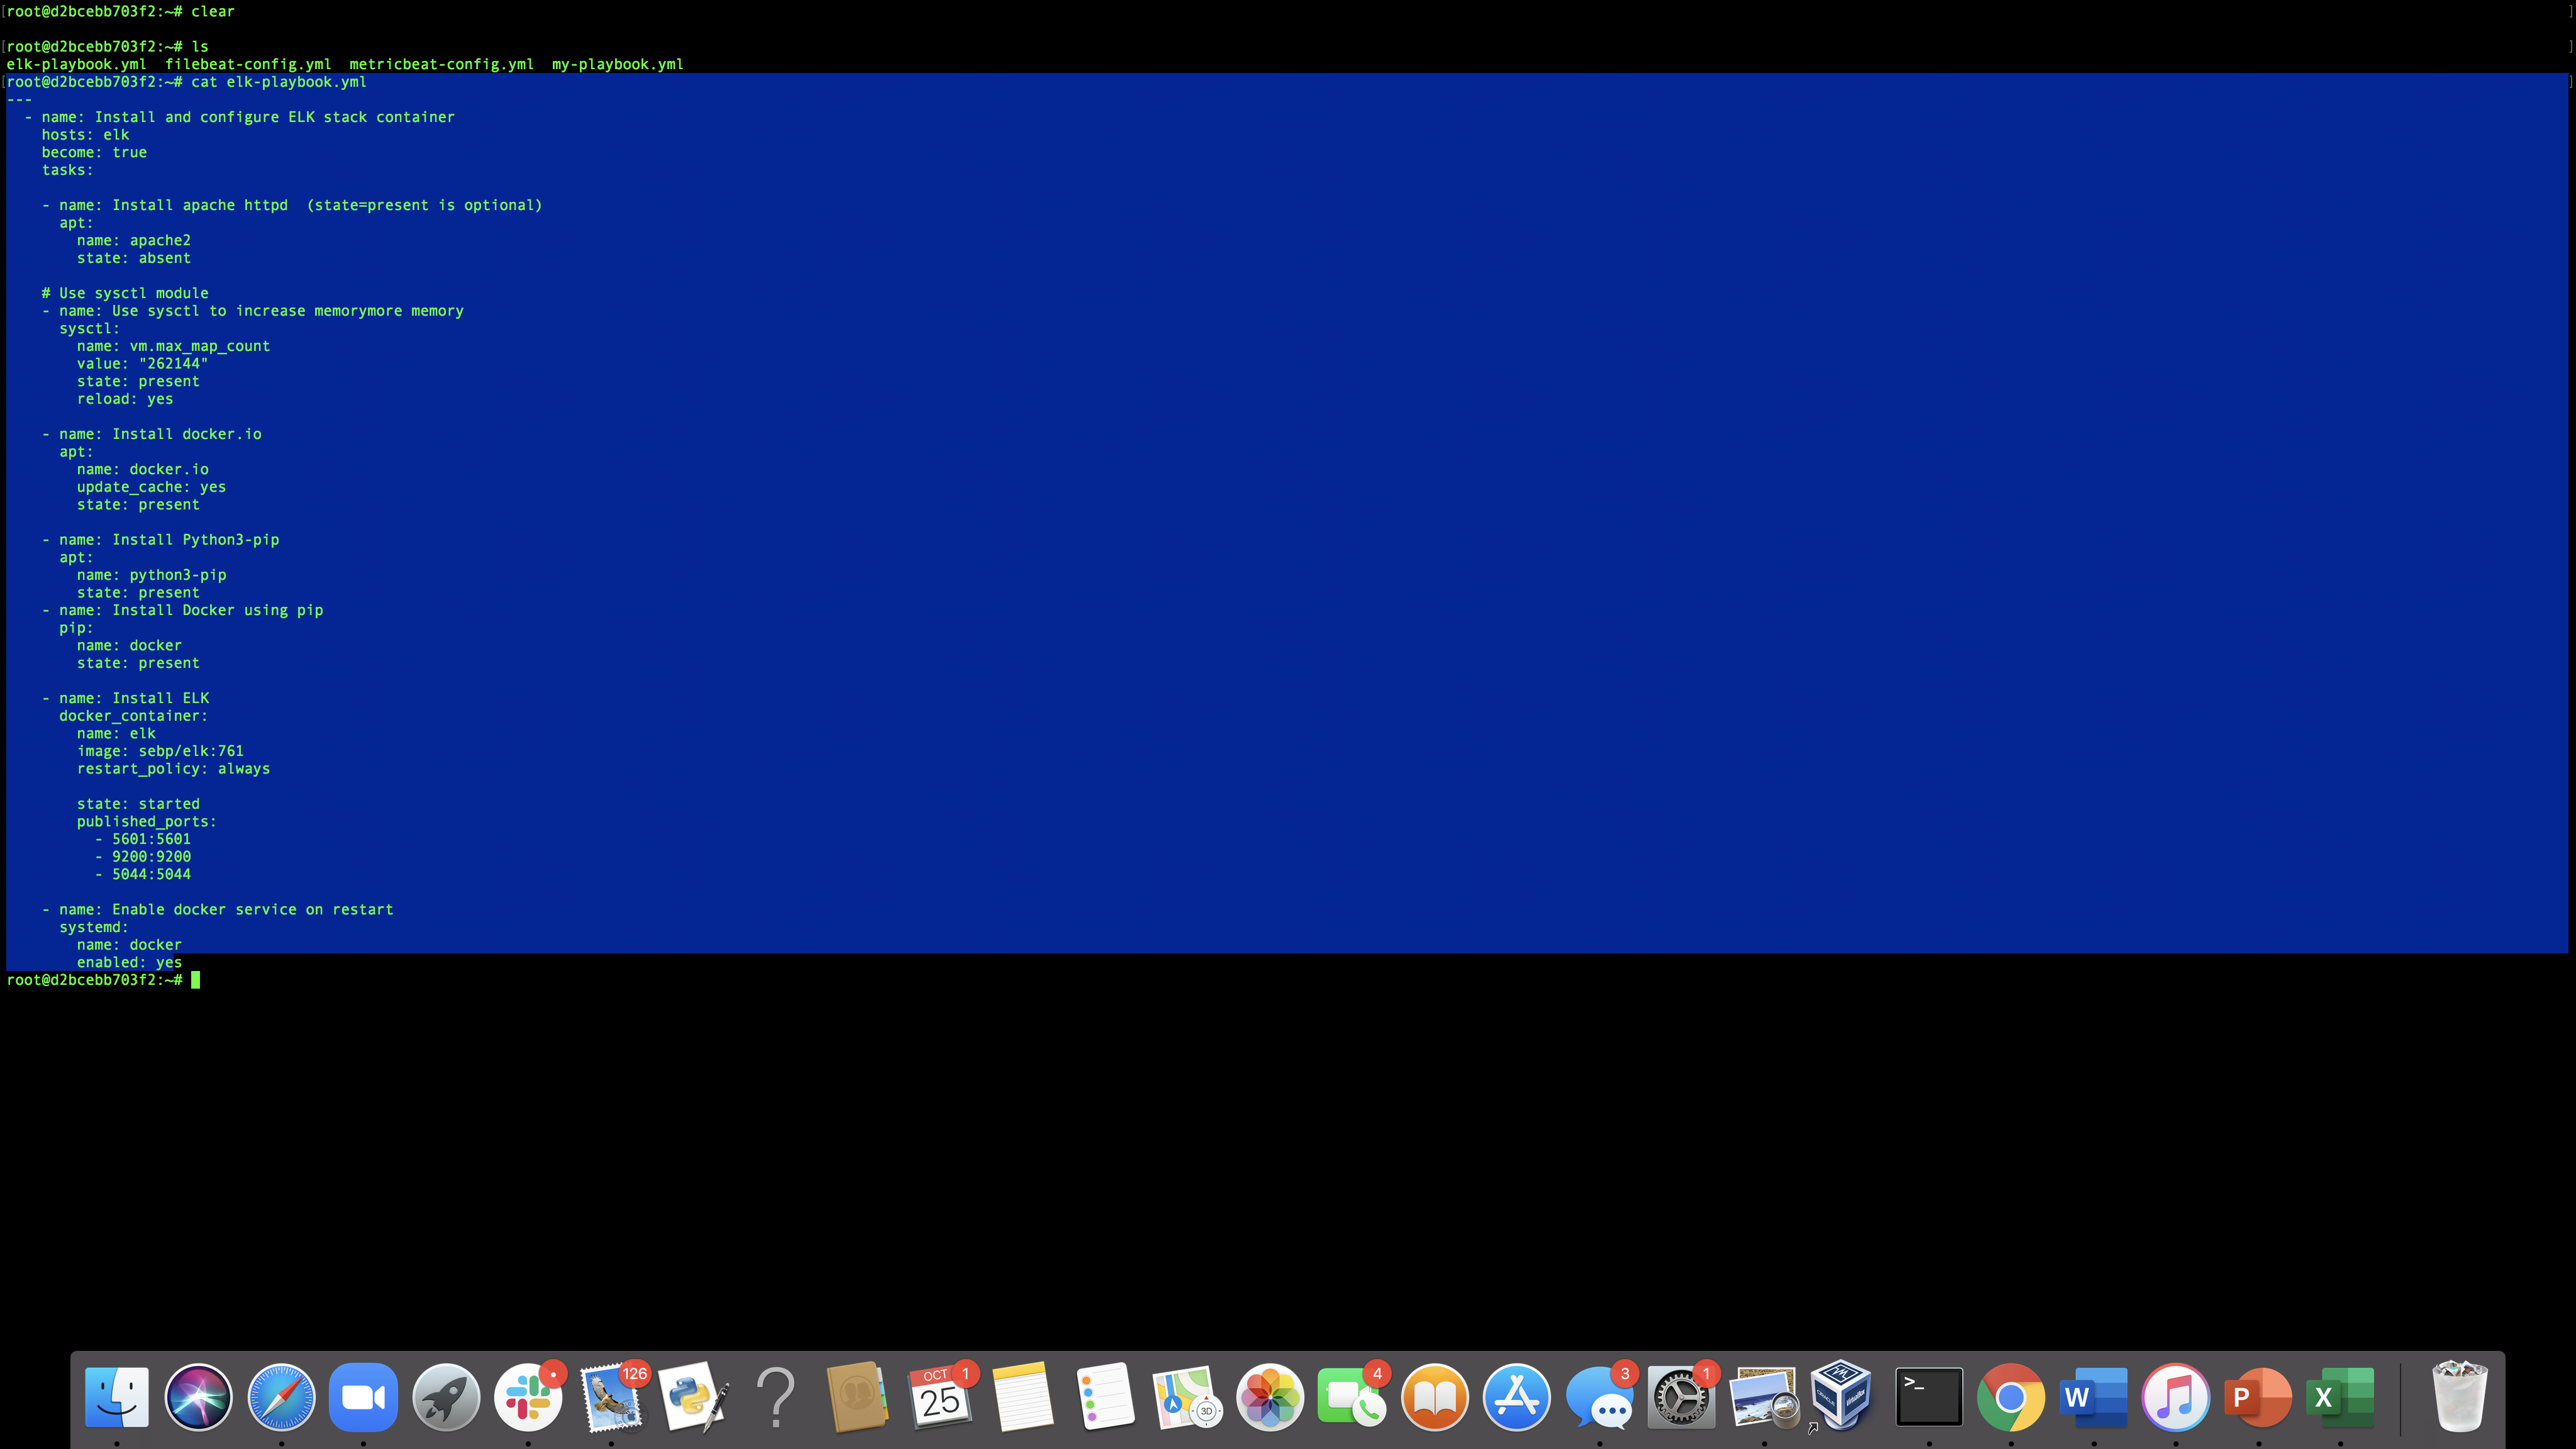 [root@d2bcebb703f2:~# clear ]
[root@d2bcebb703f2:~# ls ]
elk-playbook.yml  filebeat-config.yml  metricbeat-config.yml  my-playbook.yml
[root@d2bcebb703f2:~# cat elk-playbook.yml ]
---
  - name: Install and configure ELK stack container
    hosts: elk
    become: true
    tasks:
    - name: Install apache httpd  (state=present is optional)
      apt:
        name: apache2
        state: absent
    # Use sysctl module
    - name: Use sysctl to increase memorymore memory
      sysctl:
        name: vm.max_map_count
        value: "262144"
        state: present
        reload: yes
    - name: Install docker.io
      apt:
        name: docker.io
        update_cache: yes
        state: present
    - name: Install Python3-pip
      apt:
        name: python3-pip
        state: present
    - name: Install Docker using pip
      pip:
        name: docker
        state: present
    - name: Install ELK
      docker_container:
        name: elk
        image: sebp/elk:761
        restart_policy: always
        state: started
        published_ports:
          - 5601:5601
          - 9200:9200
          - 5044:5044
    - name: Enable docker service on restart
      systemd:
        name: docker
        enabled: yes
root@d2bcebb703f2:~#
126
OCT
25
1
3D
4
3
1
>_
W
P
X